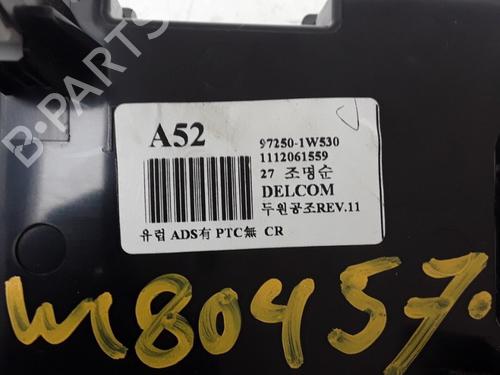 B-PARTS
A52
97250-1W530
1112061559
27 조명순
DELCOM
두원공조REV.11
유럽 ADS有 PTC無 CR
W180457.